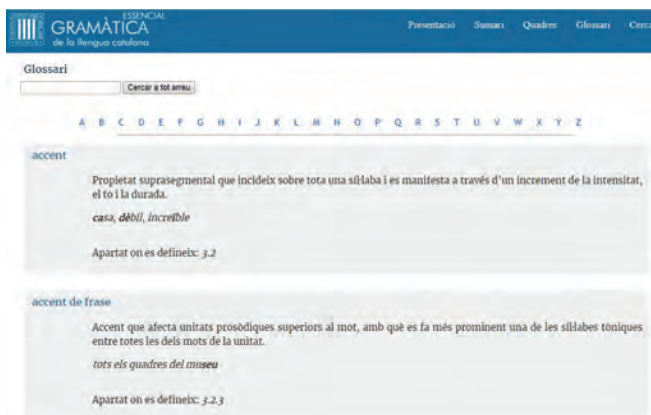 ESSENCIAL
GRAMÀTICA
de la llengua catalana
Presentació Sumari Quadres Glossari Cerca
Glossari
Cercar a tot arreu
A B C D E F G H I J K L M N O P Q R S T U V W X Y Z
accent
Propietat suprasegmental que incideix sobre tota una síl·laba i es manifesta a través d'un increment de la intensitat,
el to i la durada.
casa, dèbil, increïble
Apartat on es defineix: 3.2
accent de frase
Accent que afecta unitats prosòdiques superiors al mot, amb què es fa més prominent una de les síl·labes tòniques
entre totes les dels mots de la unitat.
tots els quadres del museu
Apartat on es defineix: 3.2.3